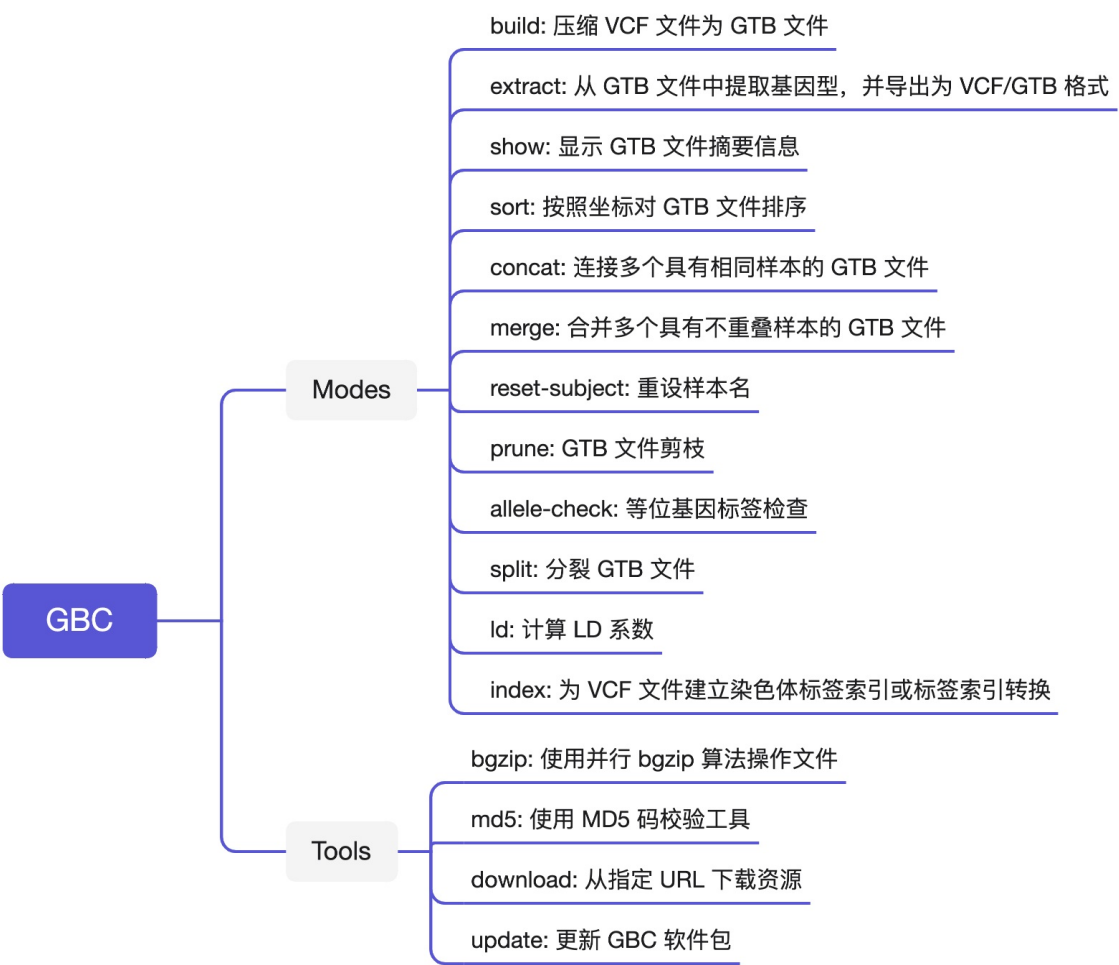 GBC
Modes
build: 压缩 VCF 文件为 GTB 文件
extract: 从 GTB 文件中提取基因型，并导出为 VCF/GTB 格式
show: 显示 GTB 文件摘要信息
sort: 按照坐标对 GTB 文件排序
concat: 连接多个具有相同样本的 GTB 文件
merge: 合并多个具有不重叠样本的 GTB 文件
reset-subject: 重设样本名
prune: GTB 文件剪枝
allele-check: 等位基因标签检查
split: 分裂 GTB 文件
ld: 计算 LD 系数
index: 为 VCF 文件建立染色体标签索引或标签索引转换
Tools
bgzip: 使用并行 bgzip 算法操作文件
md5: 使用 MD5 码校验工具
download: 从指定 URL 下载资源
update: 更新 GBC 软件包